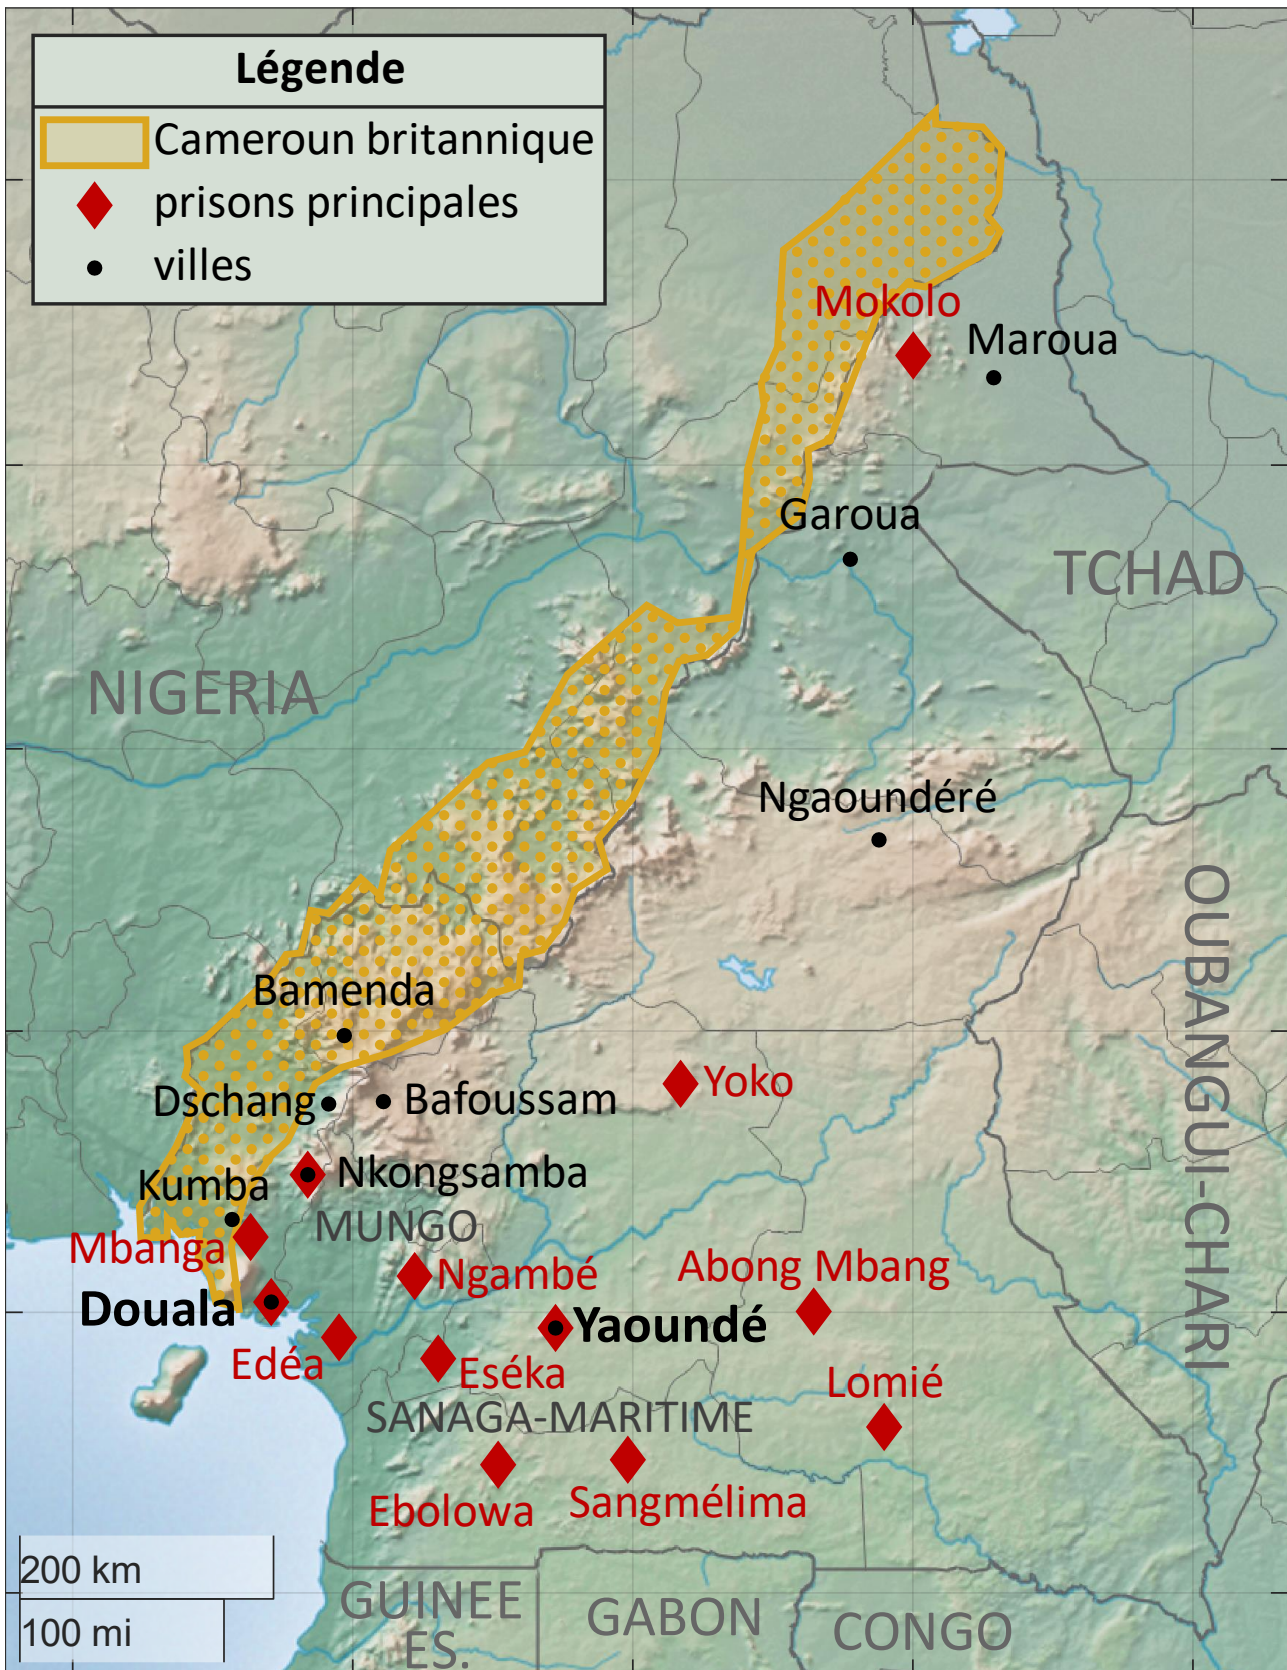 Légende
Cameroun britannique
prisons principales
villes
Mokolo
Maroua
Garoua
TCHAD
NIGERIA
Ngaoundéré
OUBANGUI-CHARI
Bamenda
Yoko
Dschang
Bafoussam
Nkongsamba
Kumba
MUNGO
Mbanga
Ngambé
Abong Mbang
Douala
Yaoundé
Edéa
Eséka
Lomié
SANAGA-MARITIME
Ebolowa
Sangmélima
200 km
100 mi
GUINEE
ES.
GABON
CONGO